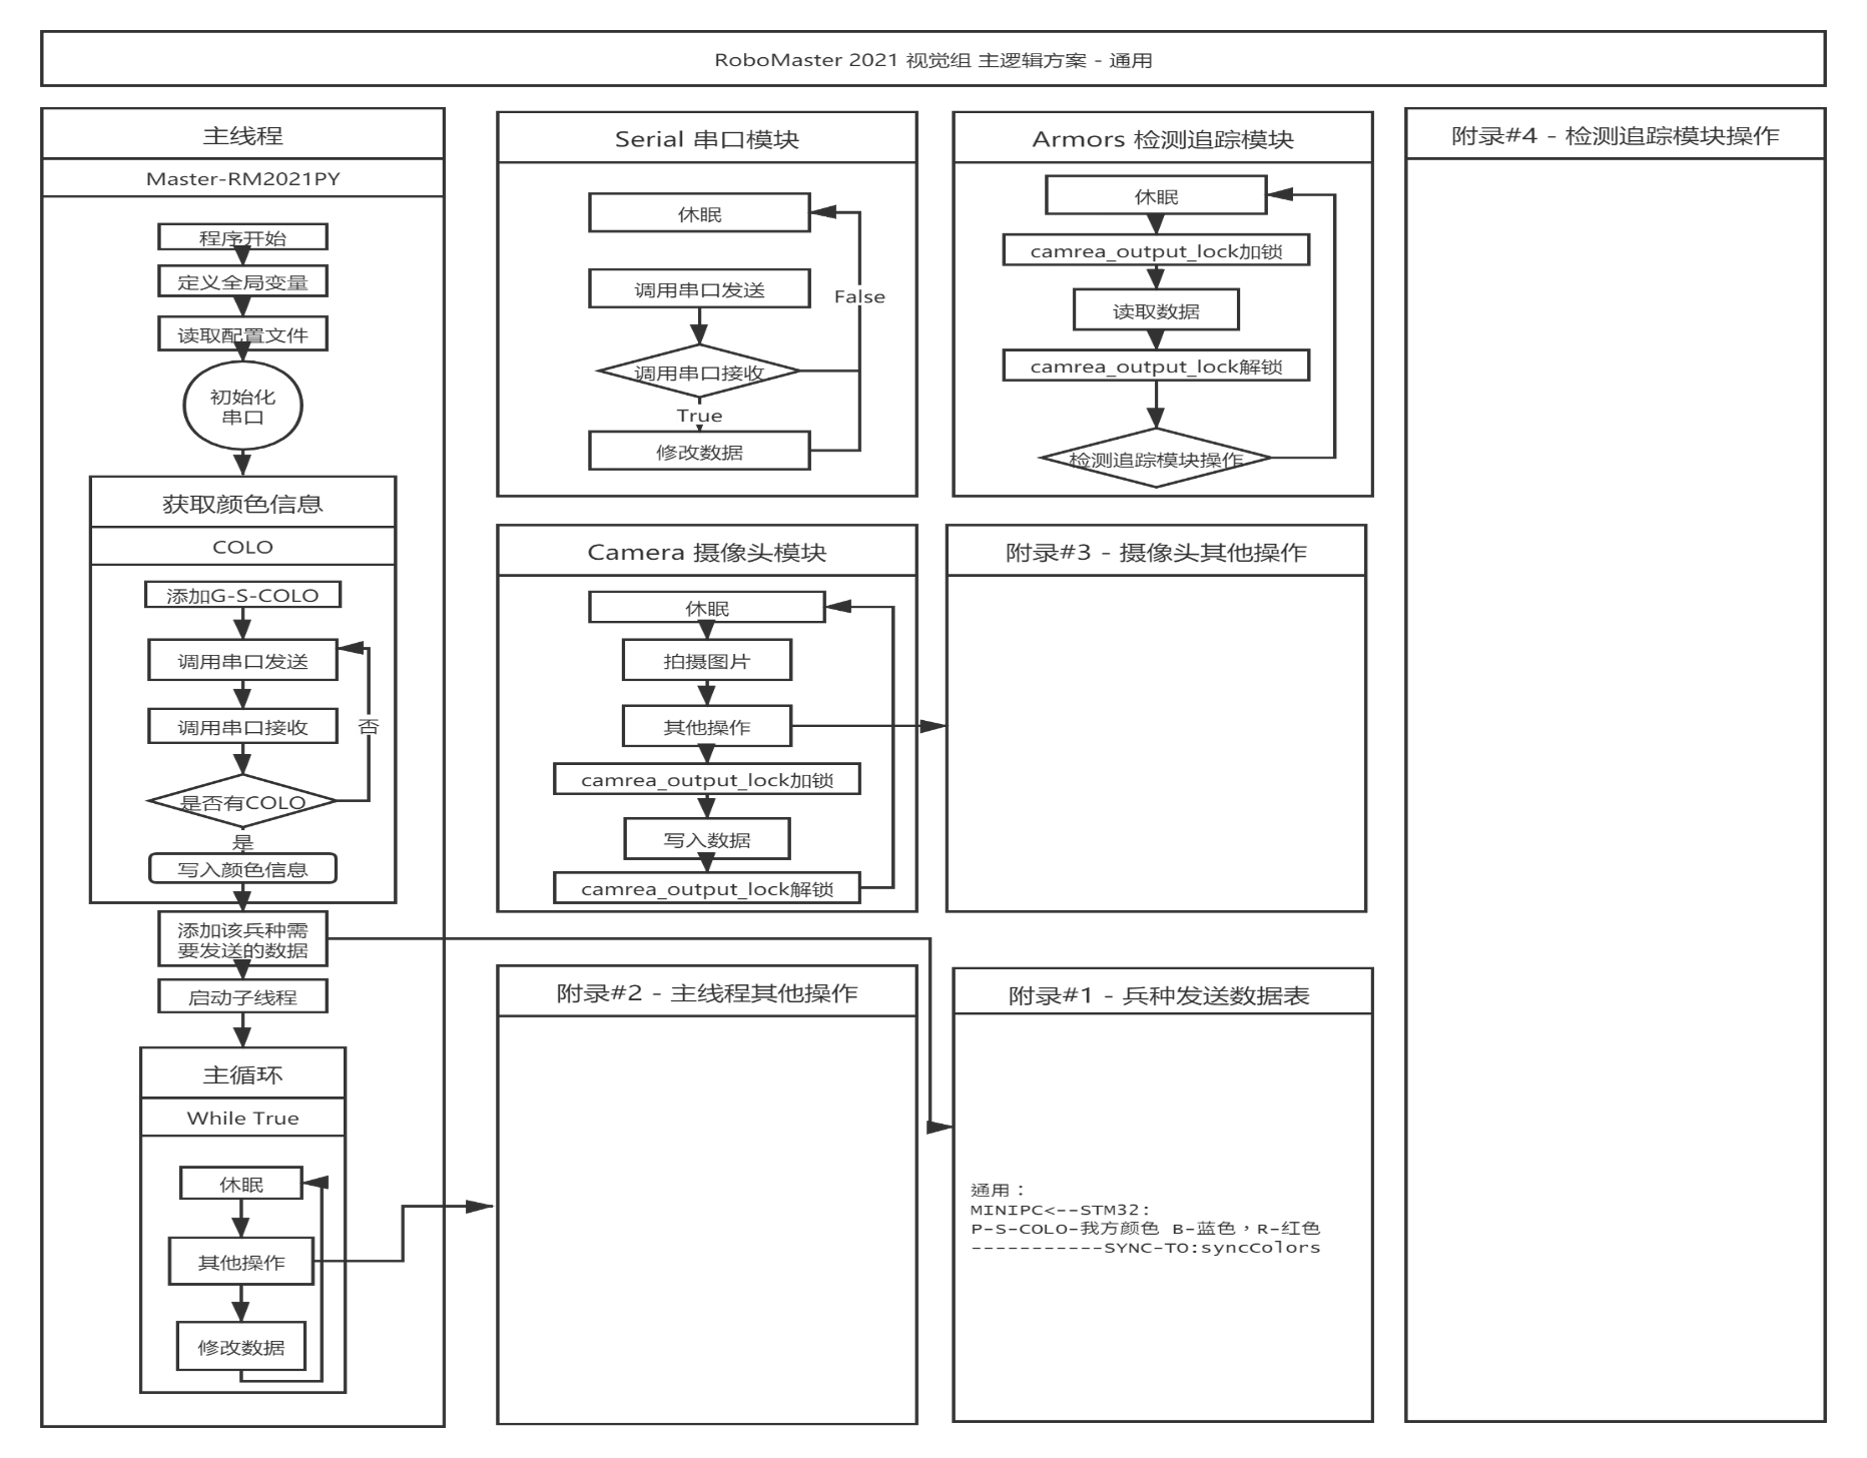 RoboMaster 2021 视觉组 主逻辑方案 - 通用
主线程
Master-RM2021PY
程序开始
定义全局变量
读取配置文件
初始化
串口
获取颜色信息
COLO
添加G-S-COLO
调用串口发送
调用串口接收
否
是否有COLO
是
写入颜色信息
添加该兵种需
要发送的数据
启动子线程
主循环
While True
休眠
其他操作
修改数据
Serial 串口模块
休眠
调用串口发送
False
调用串口接收
True
修改数据
Armors 检测追踪模块
休眠
camrea_output_lock加锁
读取数据
camrea_output_lock解锁
检测追踪模块操作
Camera 摄像头模块
休眠
拍摄图片
其他操作
camrea_output_lock加锁
写入数据
camrea_output_lock解锁
附录#3 - 摄像头其他操作
附录#2 - 主线程其他操作
附录#1 - 兵种发送数据表
通用：
MINIPC<--STM32:
P-S-COLO-我方颜色 B-蓝色，R-红色
-----------SYNC-TO:syncColors
附录#4 - 检测追踪模块操作